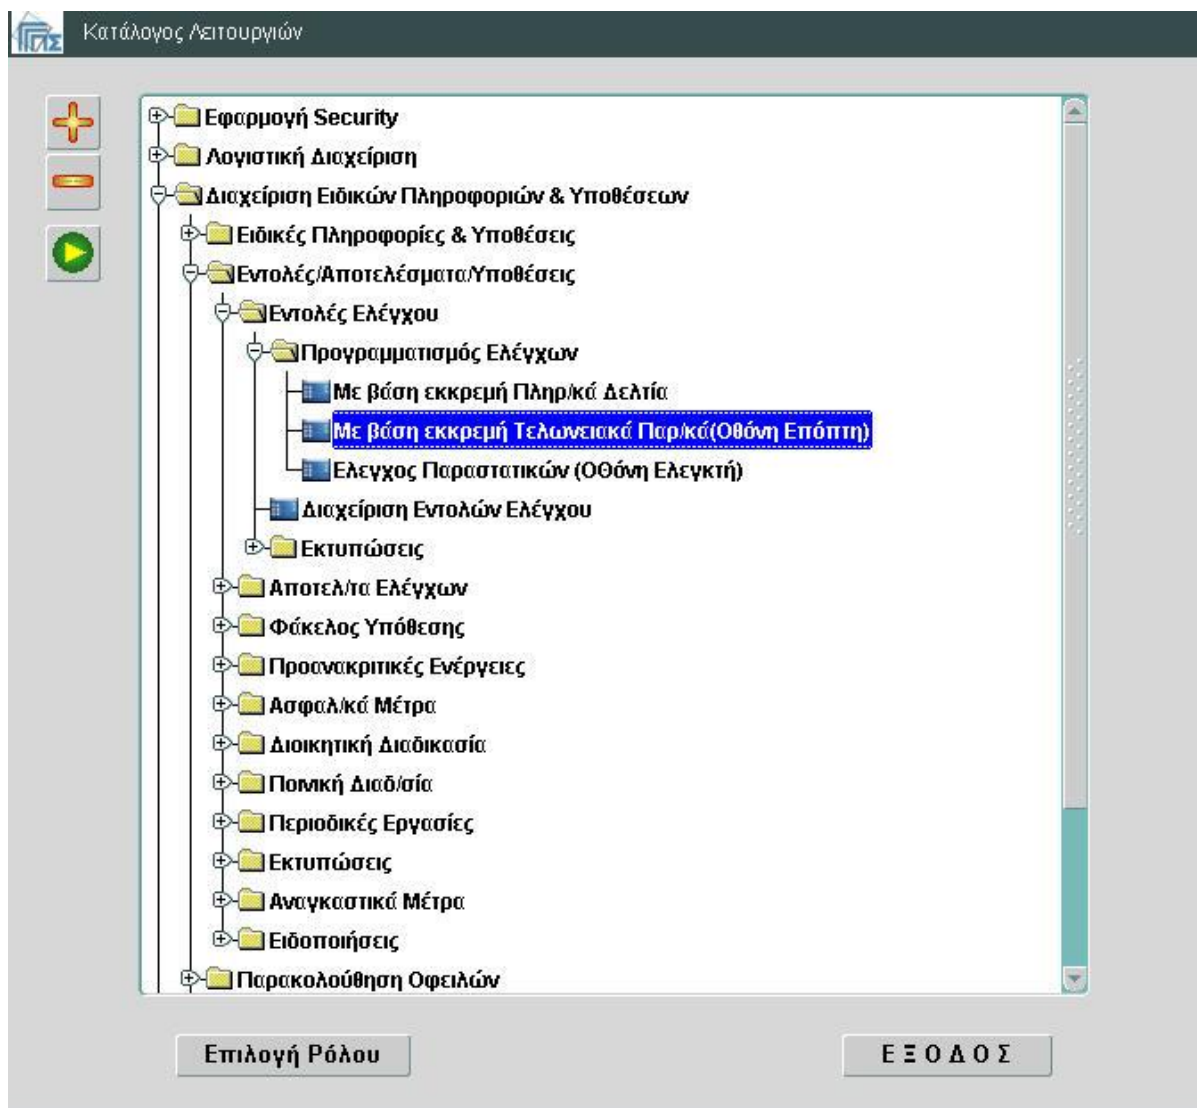 Κατάλογος Λειτουργιών
Εφαρμογή Security
Λογιστική Διαχείριση
Διαχείριση Ειδικών Πληροφοριών & Υποθέσεων
Ειδικές Πληροφορίες & Υποθέσεις
Εντολές/Αποτελέσματα/Υποθέσεις
Εντολές Ελέγχου
Προγραμματισμός Ελέγχων
Με βάση εκκρεμή Πληρ/κά Δελτία
Με βάση εκκρεμή Τελωνειακά Παρ/κά(Οθόνη Επόπτη)
Ελεγχος Παραστατικών (ΟΘόνη Ελεγκτή)
Διαχείριση Εντολών Ελέγχου
Εκτυπώσεις
Αποτελ/τα Ελέγχων
Φάκελος Υπόθεσης
Προανακριτικές Ενέργειες
Ασφαλ/κά Μέτρα
Διοικητική Διαδικασία
Ποινική Διαδ/σία
Περιοδικές Εργασίες
Εκτυπώσεις
Αναγκαστικά Μέτρα
Ειδοποιήσεις
Παρακολούθηση Οφειλών
Επιλογή Ρόλου
Ε Ξ Ο Δ Ο Σ